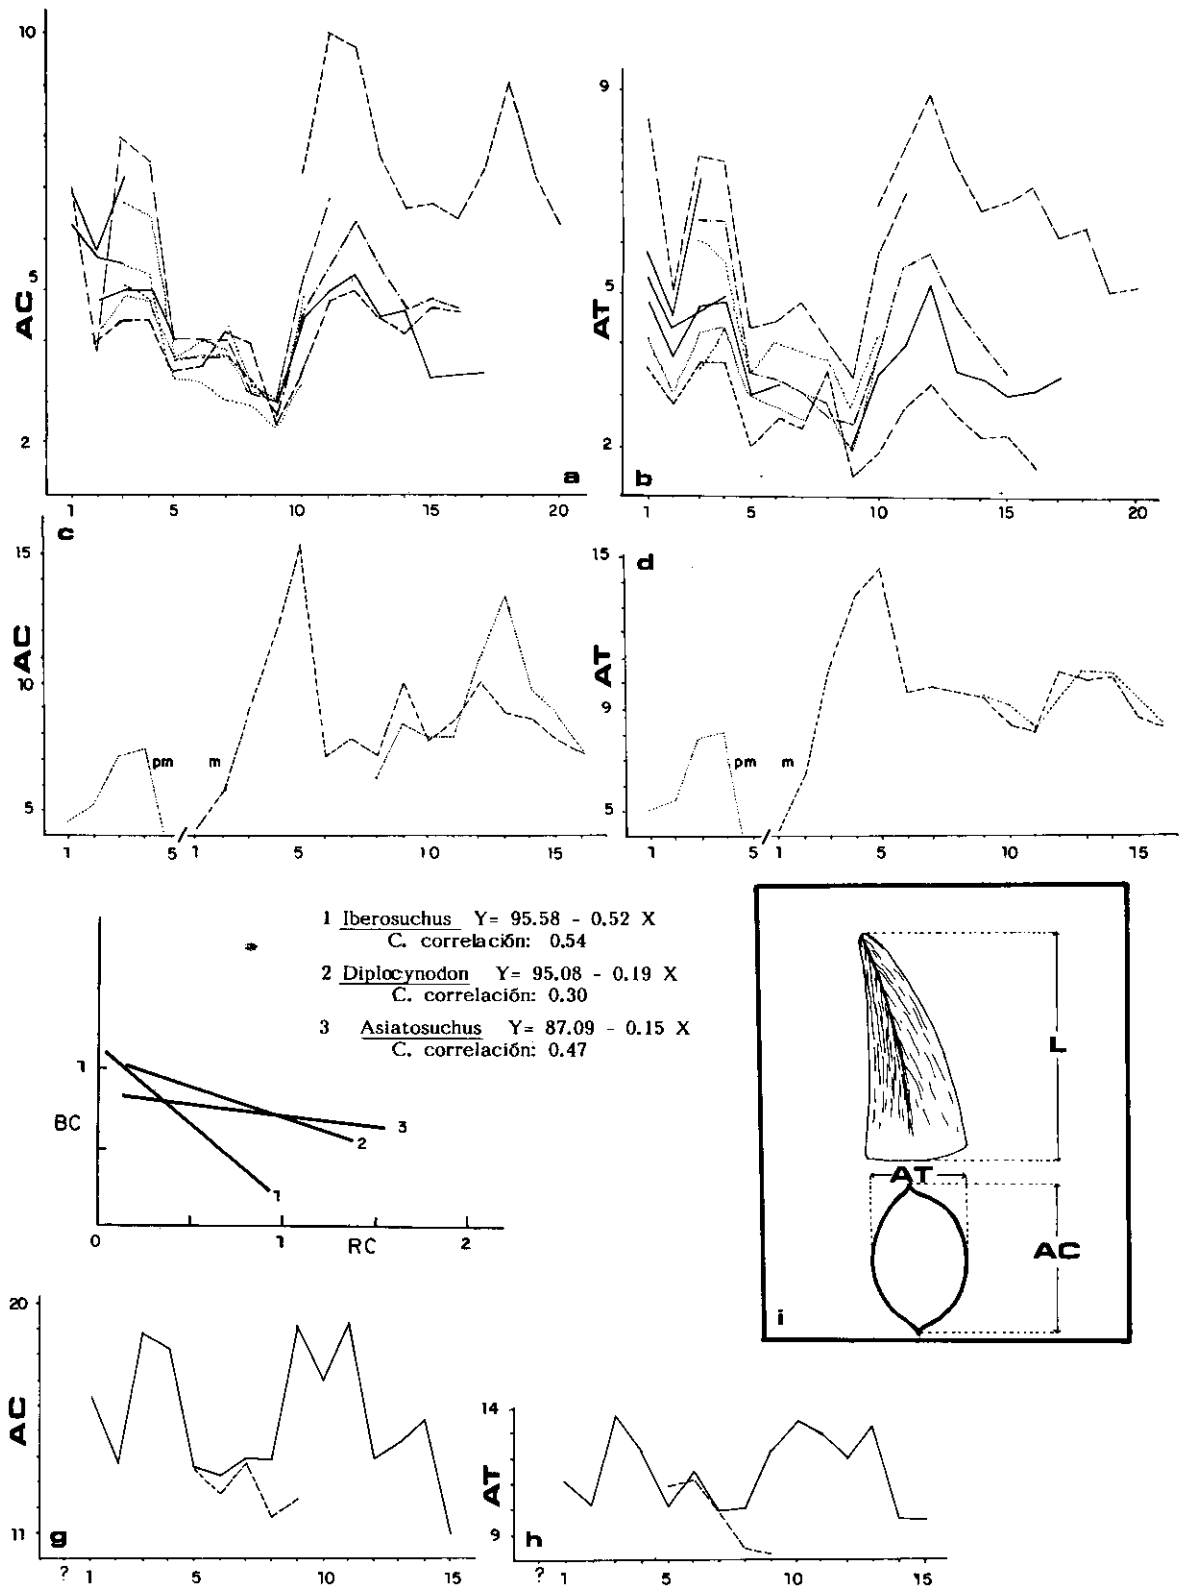 10
5
2
AC
a
1 5 10 15 20
9
5
2
AT
b
1 5 10 15 20
c
15
10
5
AC
pm m
1 5 1 5 10 15
d
15
9
5
AT
pm m
1 5 1 5 10 15
1 Iberosuchus Y= 95.58 - 0.52 X
C. correlación: 0.54
2 Diplocynodon Y= 95.08 - 0.19 X
C. correlación: 0.30
3 Asiatosuchus Y= 87.09 - 0.15 X
C. correlación: 0.47
1
BC
3
2
1
0 1 2
RC
L
AT
AC
i
20
11
AC
g
? 1 5 10 15
14
9
AT
h
? 1 5 10 15